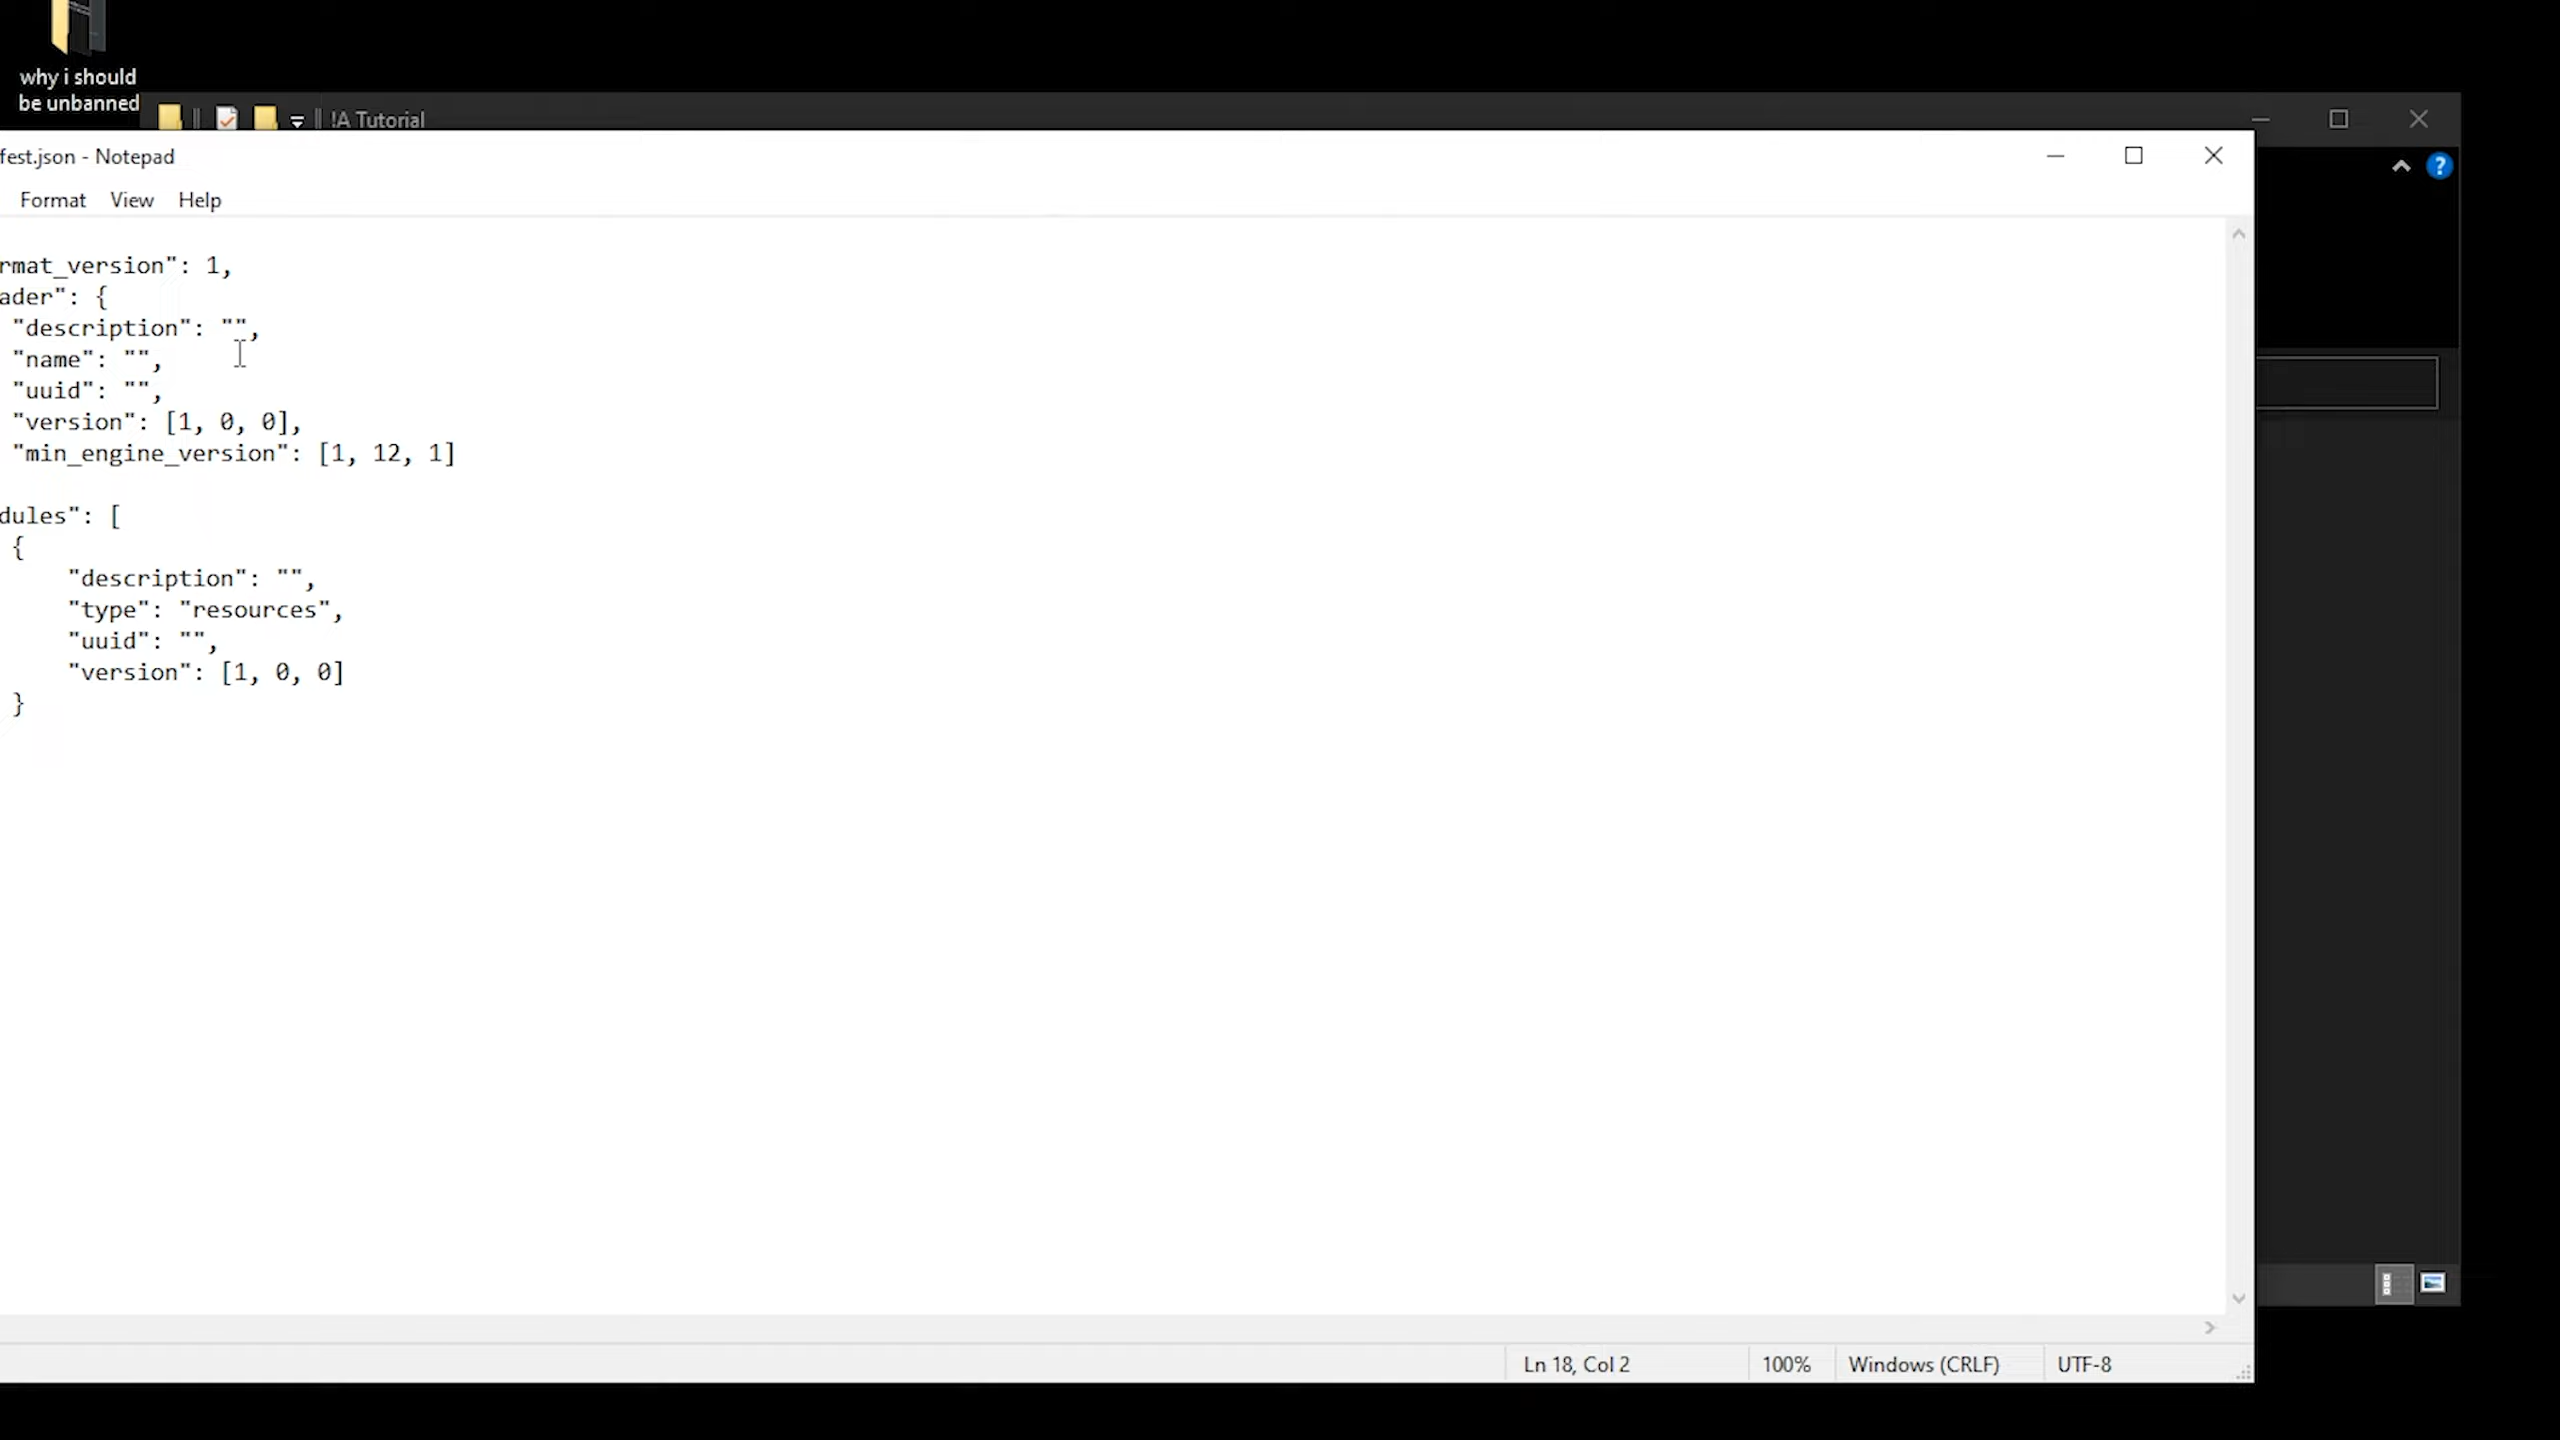 why i should
be unbanned
!A Tutorial
fest.json - Notepad
Format View Help
rmat_version": 1,
ader": {
"description": "",
"name": "",
"uuid": "",
"version": [1, 0, 0],
"min_engine_version": [1, 12, 1]
dules": [
{
"description": "",
"type": "resources",
"uuid": "",
"version": [1, 0, 0]
}
Ln 18, Col 2 100% Windows (CRLF) UTF-8